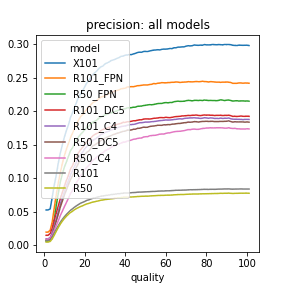 precision: all models
model
X101
R101_FPN
R50_FPN
R101_DC5
R101_C4
R50_DC5
R50_C4
R101
R50
0.30
0.25
0.20
0.15
0.10
0.05
0.00
0 20 40 60 80 100
quality